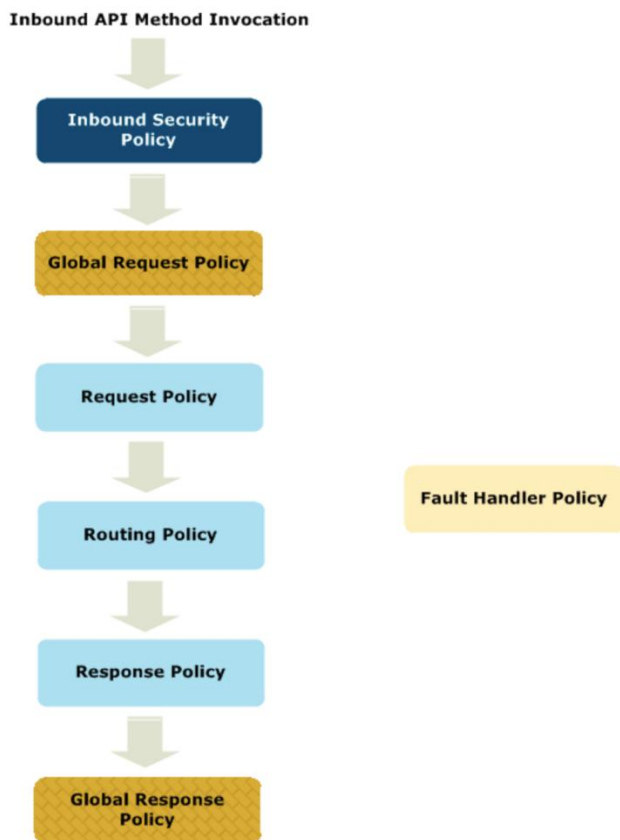 Inbound API Method Invocation
Inbound Security
Policy
Global Request Policy
Request Policy
Fault Handler Policy
Routing Policy
Response Policy
Global Response
Policy